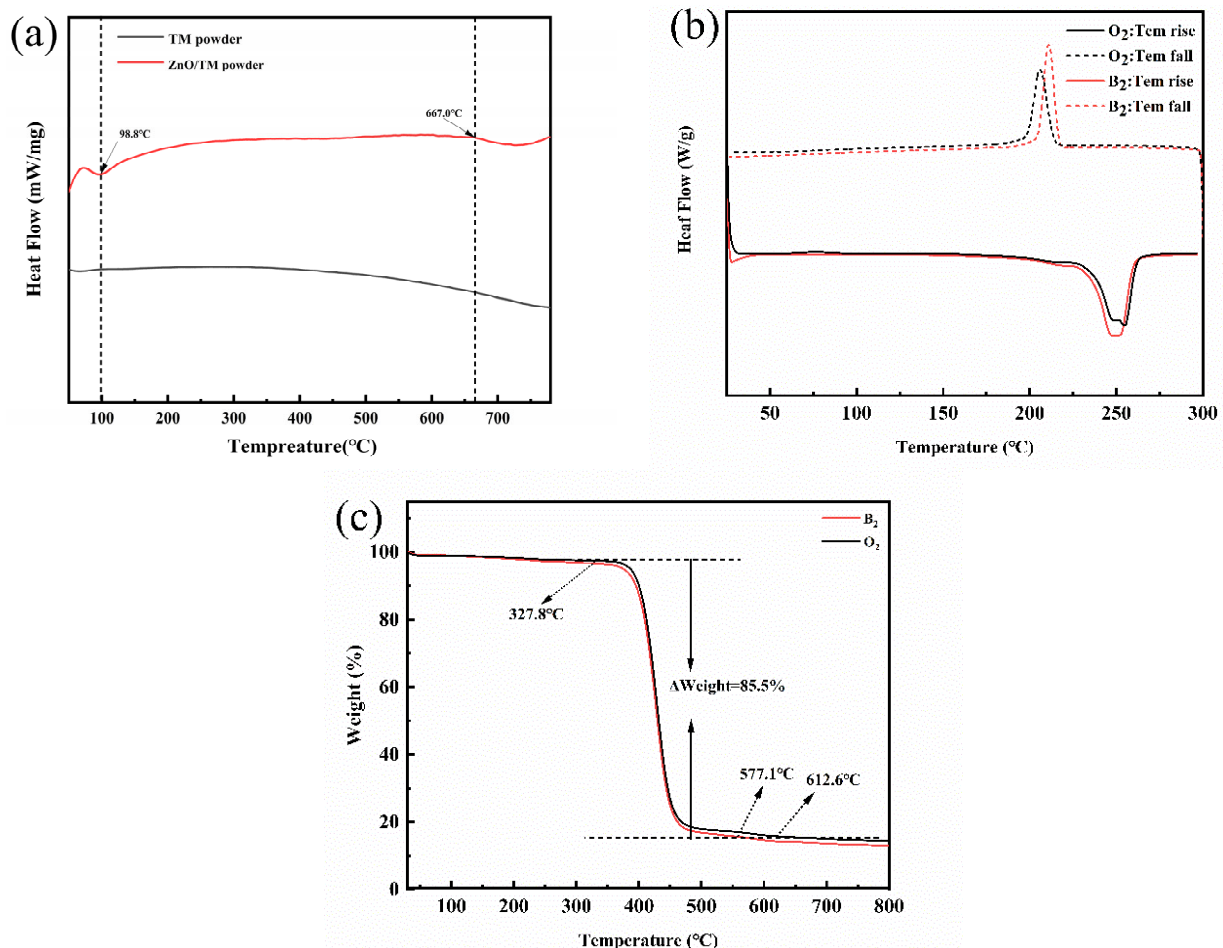 (a)
TM powder
ZnO/TM powder
98.8°C
667.0°C
Heat Flow (mW/mg)
100 200 300 400 500 600 700
Tempreature(°C)
(b)
O2:Tem rise
O2:Tem fall
B2:Tem rise
B2:Tem fall
Heaf Flow (W/g)
50 100 150 200 250 300
Temperature (°C)
(c)
B2
O2
100
80
60
40
20
0
327.8°C
ΔWeight=85.5%
577.1°C
612.6°C
Weight (%)
100 200 300 400 500 600 700 800
Temperature (°C)